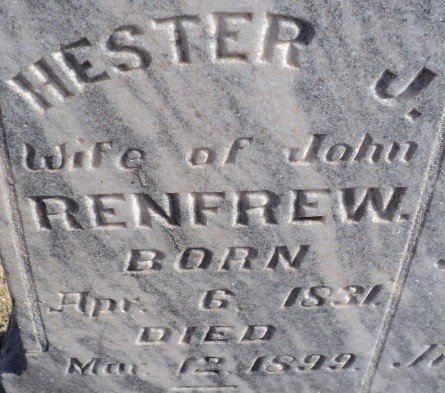 HESTER J.
Wife of John
RENFREW.
BORN
Apr. 6, 1831.
DIED
Mar. 12, 1899.